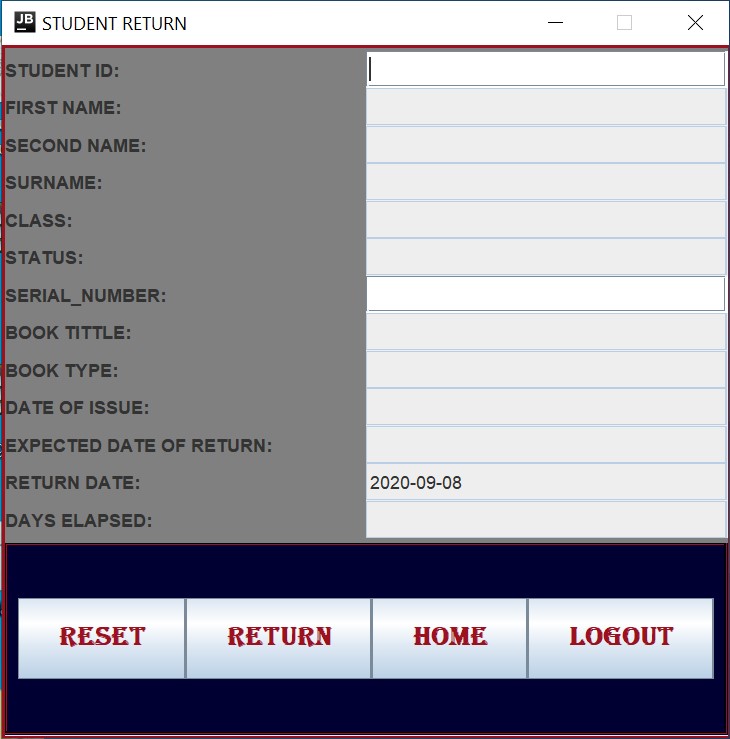 JB STUDENT RETURN
STUDENT ID:
FIRST NAME:
SECOND NAME:
SURNAME:
CLASS:
STATUS:
SERIAL_NUMBER:
BOOK TITTLE:
BOOK TYPE:
DATE OF ISSUE:
EXPECTED DATE OF RETURN:
RETURN DATE: 2020-09-08
DAYS ELAPSED:
RESET RETURN HOME LOGOUT